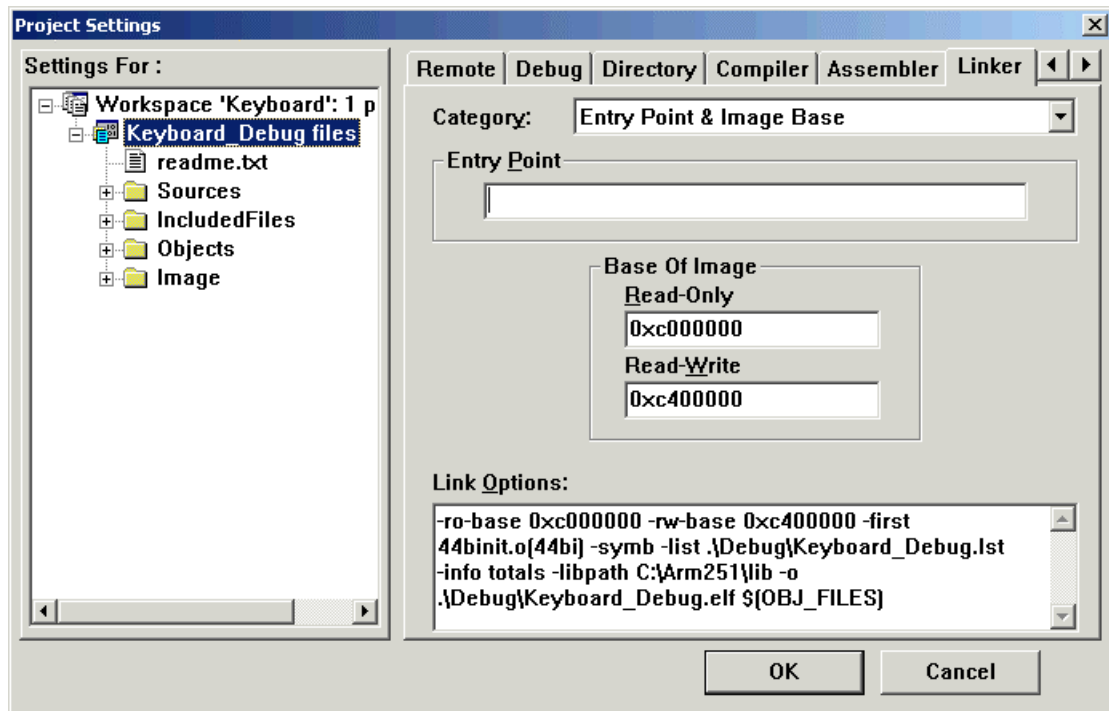 Project Settings
Settings For :
Workspace 'Keyboard': 1 p
Keyboard_Debug files
readme.txt
Sources
IncludedFiles
Objects
Image
Remote Debug Directory Compiler Assembler Linker
Category: Entry Point & Image Base
Entry Point
Base Of Image
Read-Only
0xc000000
Read-Write
0xc400000
Link Options:
-ro-base 0xc000000 -rw-base 0xc400000 -first
44binit.o(44bi) -symb -list .\Debug\Keyboard_Debug.lst
-info totals -libpath C:\Arm251\lib -o
.\Debug\Keyboard_Debug.elf $(OBJ_FILES)
OK Cancel